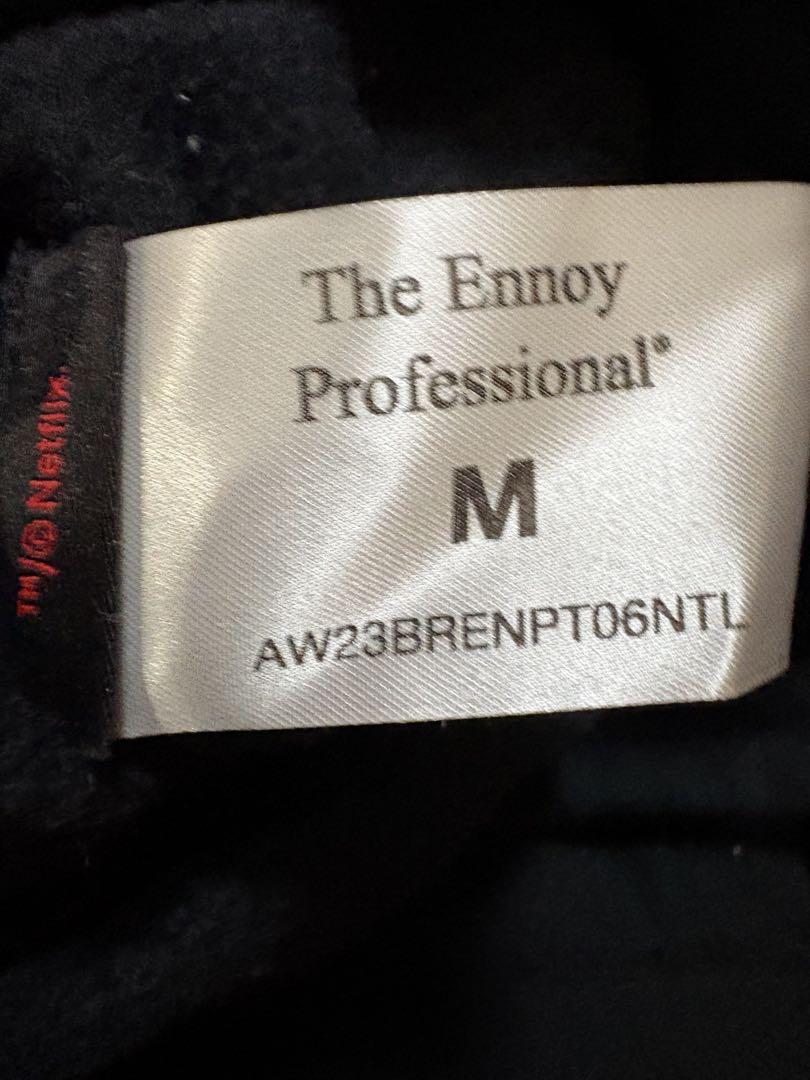 The Ennoy
Professional®
M
AW23BRENPT06NTL
™/© Netflix.